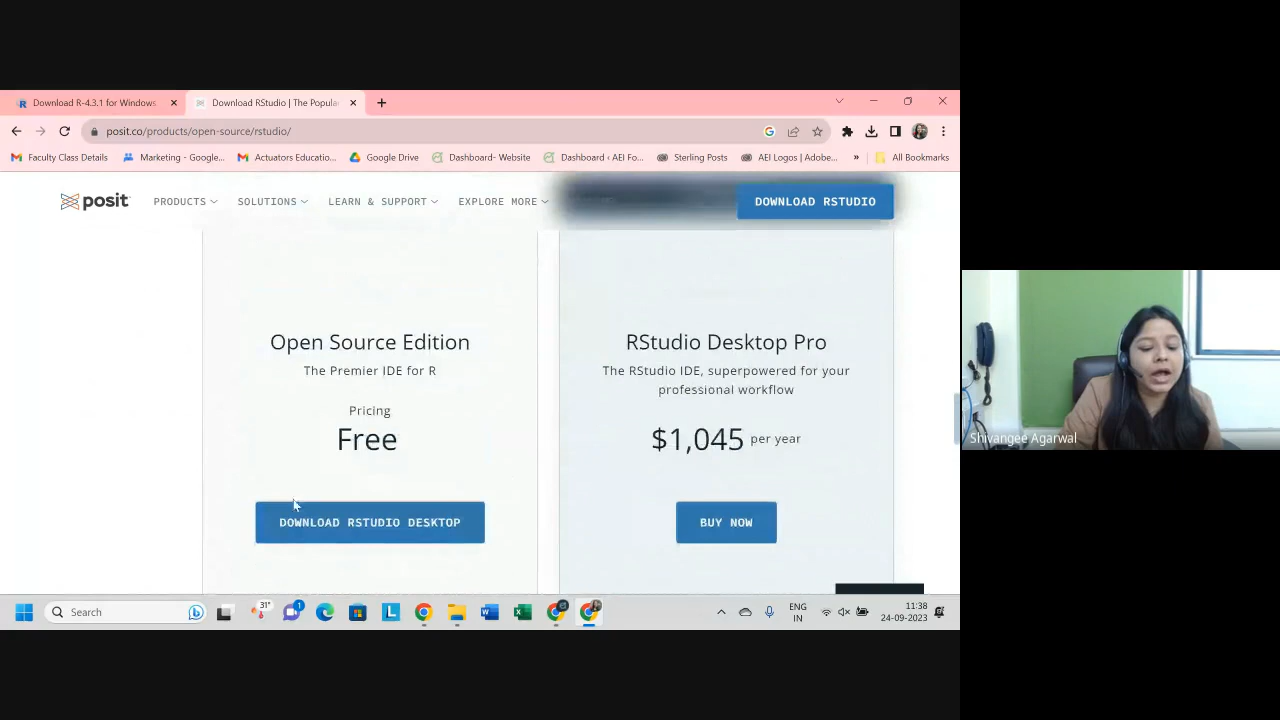 Download R-4.3.1 for Windows
Download RStudio | The Popula
posit.co/products/open-source/rstudio/
Faculty Class Details
Marketing - Google...
Actuators Educatio...
Google Drive
Dashboard- Website
Dashboard ‹ AEI Fo...
Sterling Posts
AEI Logos | Adobe...
»
All Bookmarks
posit
PRODUCTS
SOLUTIONS
LEARN & SUPPORT
EXPLORE MORE
DOWNLOAD RSTUDIO
Open Source Edition
The Premier IDE for R
Pricing
Free
DOWNLOAD RSTUDIO DESKTOP
RStudio Desktop Pro
The RStudio IDE, superpowered for your
professional workflow
$1,045 per year
BUY NOW
Shivangee Agarwal
Search
31°
1
ENG
IN
11:38
24-09-2023